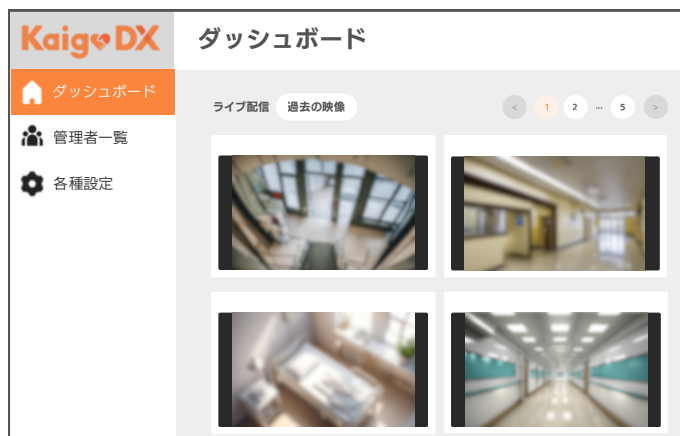 KaigoDX
ダッシュボード
ダッシュボード
管理者一覧
各種設定
ライブ配信 過去の映像
< 1 2 … 5 >